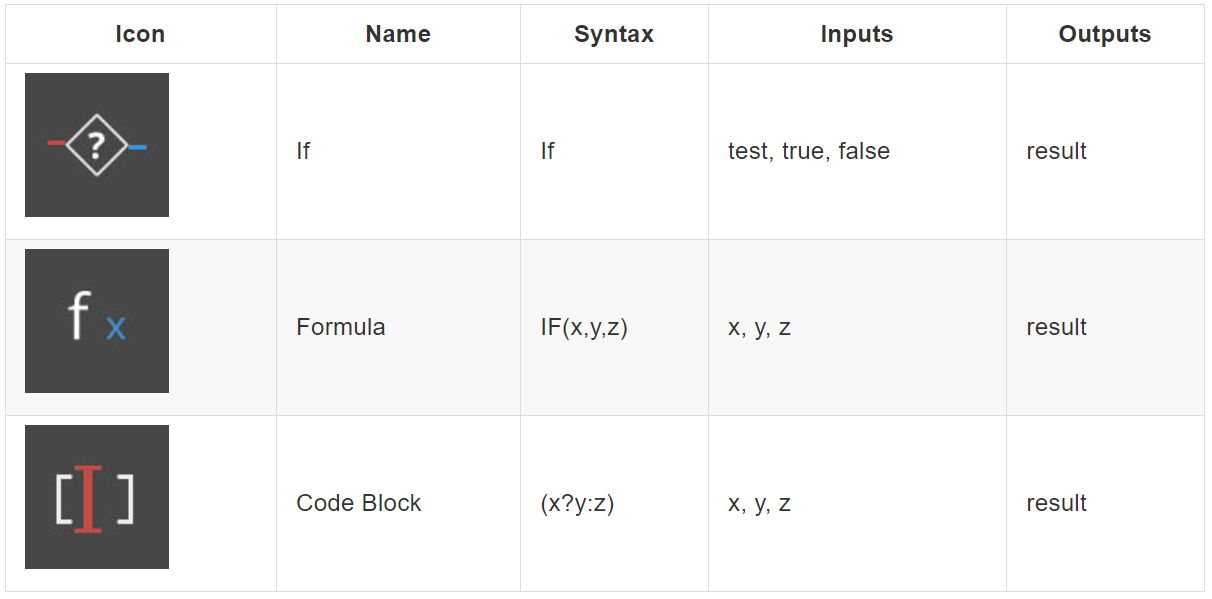 Icon Name Syntax Inputs Outputs
? If If test, true, false result
f x Formula IF(x,y,z) x, y, z result
[I] Code Block (x?y:z) x, y, z result